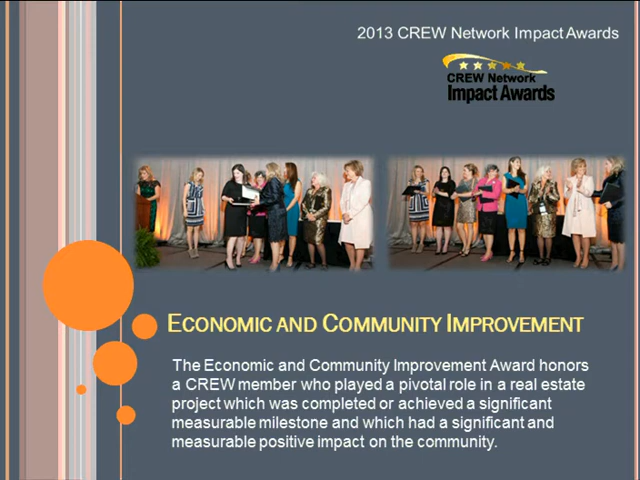 2013 CREW Network Impact Awards
CREW Network
Impact Awards
ECONOMIC AND COMMUNITY IMPROVEMENT
The Economic and Community Improvement Award honors
a CREW member who played a pivotal role in a real estate
project which was completed or achieved a significant
measurable milestone and which had a significant and
measurable positive impact on the community.